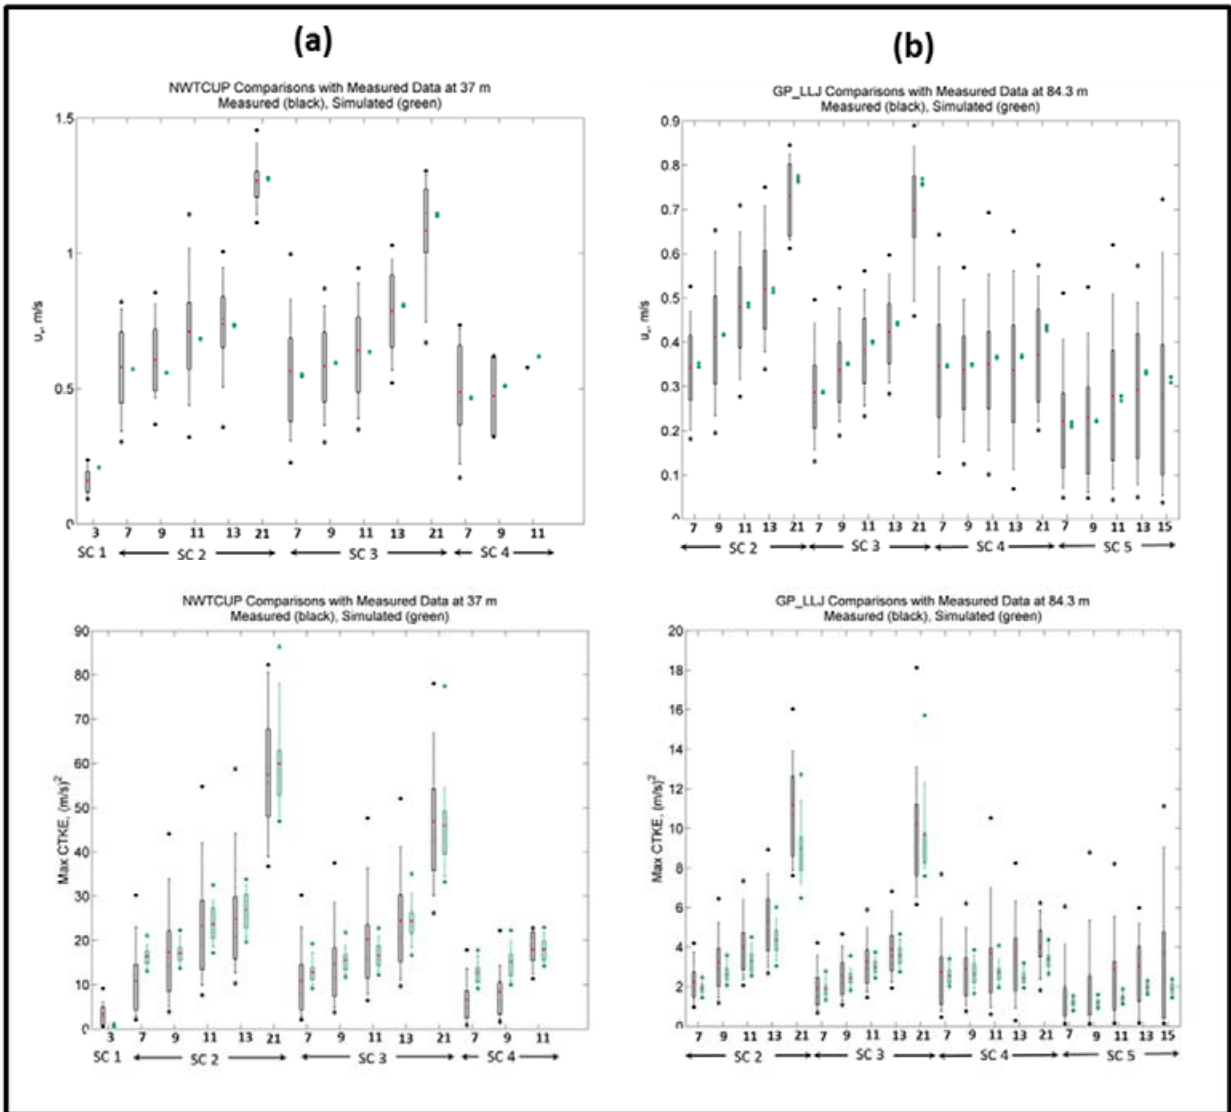 (a)
NWTCUP Comparisons with Measured Data at 37 m
Measured (black), Simulated (green)
1.5
1
0.5
0
u*, m/s
3 7 9 11 13 21 7 9 11 13 21 7 9 11
SC 1 SC 2 SC 3 SC 4
(b)
GP_LLJ Comparisons with Measured Data at 84.3 m
Measured (black), Simulated (green)
0.9
0.8
0.7
0.6
0.5
0.4
0.3
0.2
0.1
0
u*, m/s
7 9 11 13 21 7 9 11 13 21 7 9 11 13 21 7 9 11 13 15
SC 2 SC 3 SC 4 SC 5
NWTCUP Comparisons with Measured Data at 37 m
Measured (black), Simulated (green)
90
80
70
60
50
40
30
20
10
0
Max CTKE, (m/s)²
3 7 9 11 13 21 7 9 11 13 21 7 9 11
SC 1 SC 2 SC 3 SC 4
GP_LLJ Comparisons with Measured Data at 84.3 m
Measured (black), Simulated (green)
20
18
16
14
12
10
8
6
4
2
0
Max CTKE, (m/s)²
7 9 11 13 21 7 9 11 13 21 7 9 11 13 21 7 9 11 13 15
SC 2 SC 3 SC 4 SC 5